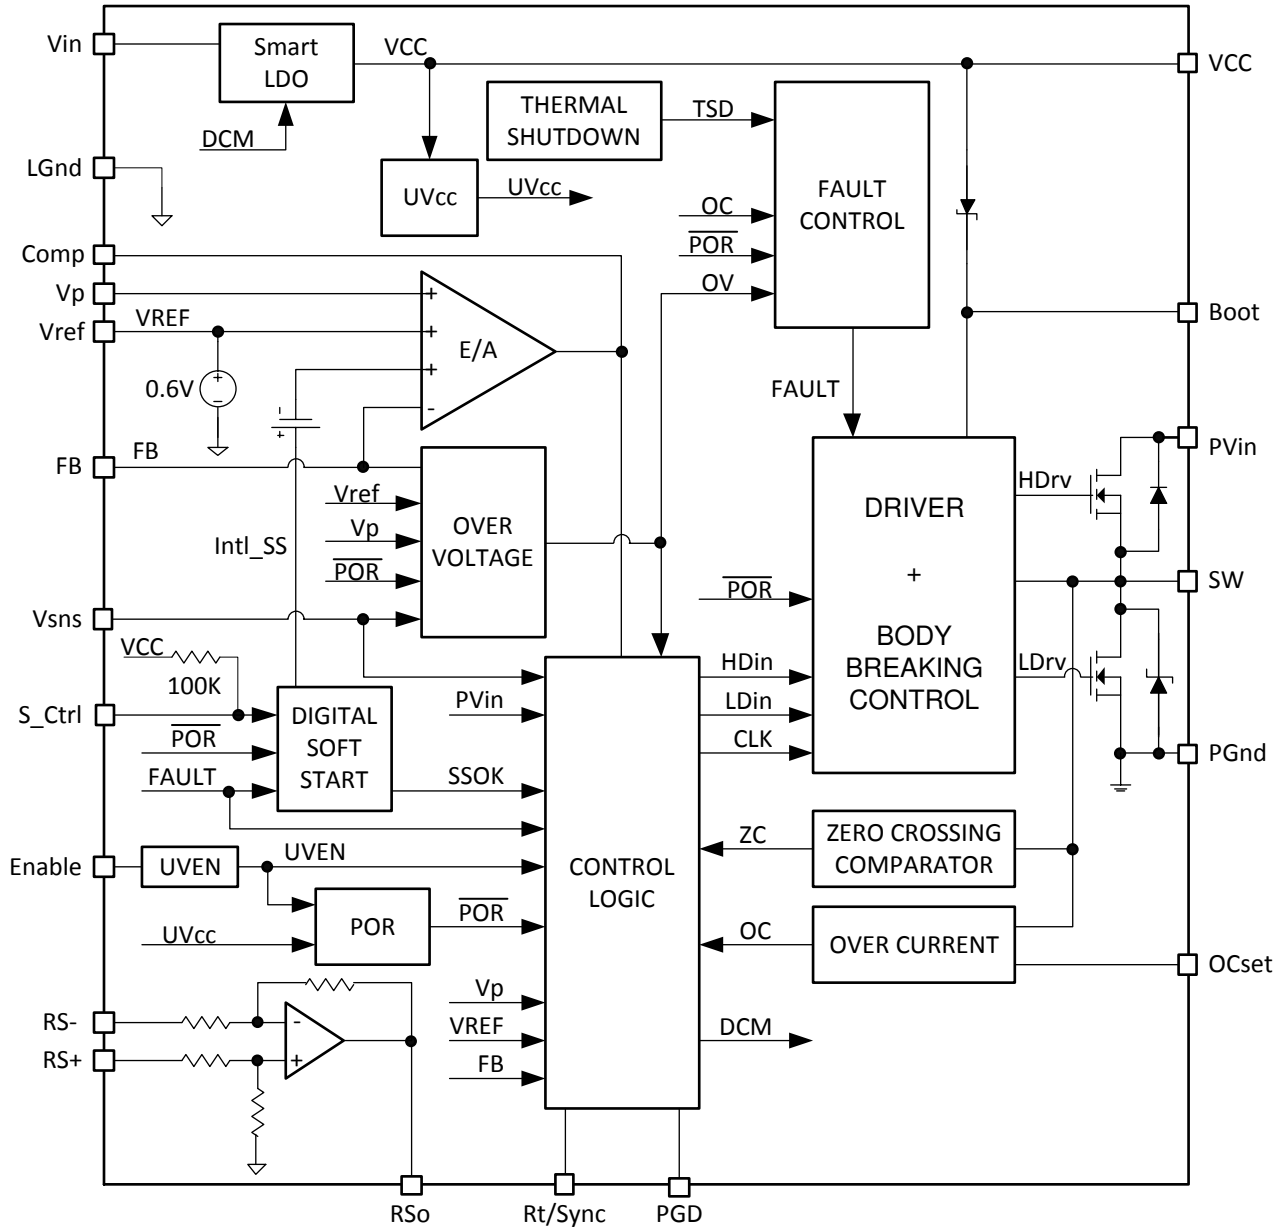 Vin
Smart
LDO
VCC
VCC
DCM
THERMAL
SHUTDOWN
TSD
LGnd
UVcc
UVcc
FAULT
CONTROL
OC
POR
OV
Comp
Vp
Vref
VREF
+
+
+
-
E/A
Boot
0.6V
+
−
-
+
FAULT
FB
FB
PVin
HDrv
DRIVER
+
BODY
BREAKING
CONTROL
Vref
Vp
POR
OVER
VOLTAGE
Intl_SS
POR
SW
Vsns
VCC
100K
LDrv
HDin
LDin
CLK
PVin
S_Ctrl
POR
FAULT
DIGITAL
SOFT
START
SSOK
PGnd
ZC
ZERO CROSSING
COMPARATOR
Enable
UVEN
UVEN
CONTROL
LOGIC
POR
POR
UVcc
OC
OVER CURRENT
OCset
RS-
RS+
-
+
Vp
VREF
FB
DCM
RSo
Rt/Sync
PGD